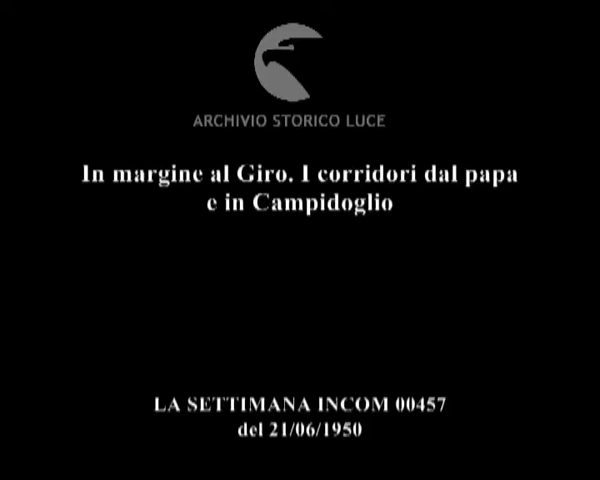 ARCHIVIO STORICO LUCE
In margine al Giro. I corridori dal papa
e in Campidoglio
LA SETTIMANA INCOM 00457
del 21/06/1950